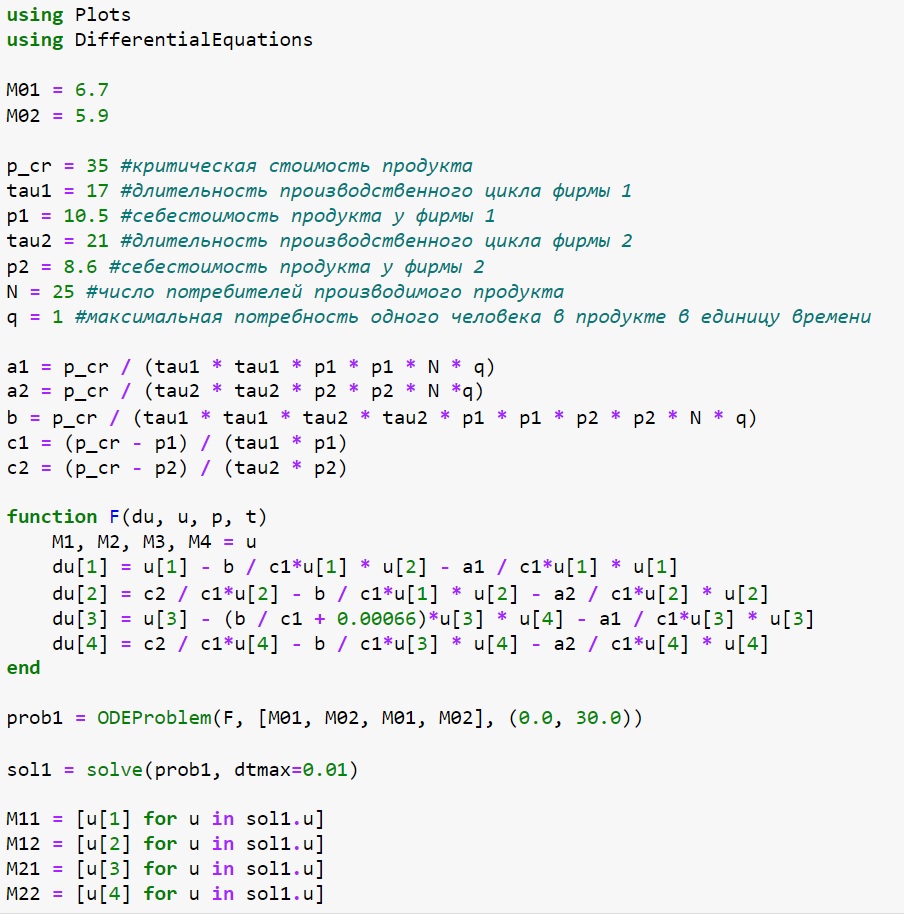 using Plots
using DifferentialEquations
M01 = 6.7
M02 = 5.9
p_cr = 35 #критическая стоимость продукта
tau1 = 17 #длительность производственного цикла фирмы 1
p1 = 10.5 #себестоимость продукта у фирмы 1
tau2 = 21 #длительность производственного цикла фирмы 2
p2 = 8.6 #себестоимость продукта у фирмы 2
N = 25 #число потребителей производимого продукта
q = 1 #максимальная потребность одного человека в продукте в единицу времени
a1 = p_cr / (tau1 * tau1 * p1 * p1 * N * q)
a2 = p_cr / (tau2 * tau2 * p2 * p2 * N *q)
b = p_cr / (tau1 * tau1 * tau2 * tau2 * p1 * p1 * p2 * p2 * N * q)
c1 = (p_cr - p1) / (tau1 * p1)
c2 = (p_cr - p2) / (tau2 * p2)
function F(du, u, p, t)
    M1, M2, M3, M4 = u
    du[1] = u[1] - b / c1*u[1] * u[2] - a1 / c1*u[1] * u[1]
    du[2] = c2 / c1*u[2] - b / c1*u[1] * u[2] - a2 / c1*u[2] * u[2]
    du[3] = u[3] - (b / c1 + 0.00066)*u[3] * u[4] - a1 / c1*u[3] * u[3]
    du[4] = c2 / c1*u[4] - b / c1*u[3] * u[4] - a2 / c1*u[4] * u[4]
end
prob1 = ODEProblem(F, [M01, M02, M01, M02], (0.0, 30.0))
sol1 = solve(prob1, dtmax=0.01)
M11 = [u[1] for u in sol1.u]
M12 = [u[2] for u in sol1.u]
M21 = [u[3] for u in sol1.u]
M22 = [u[4] for u in sol1.u]